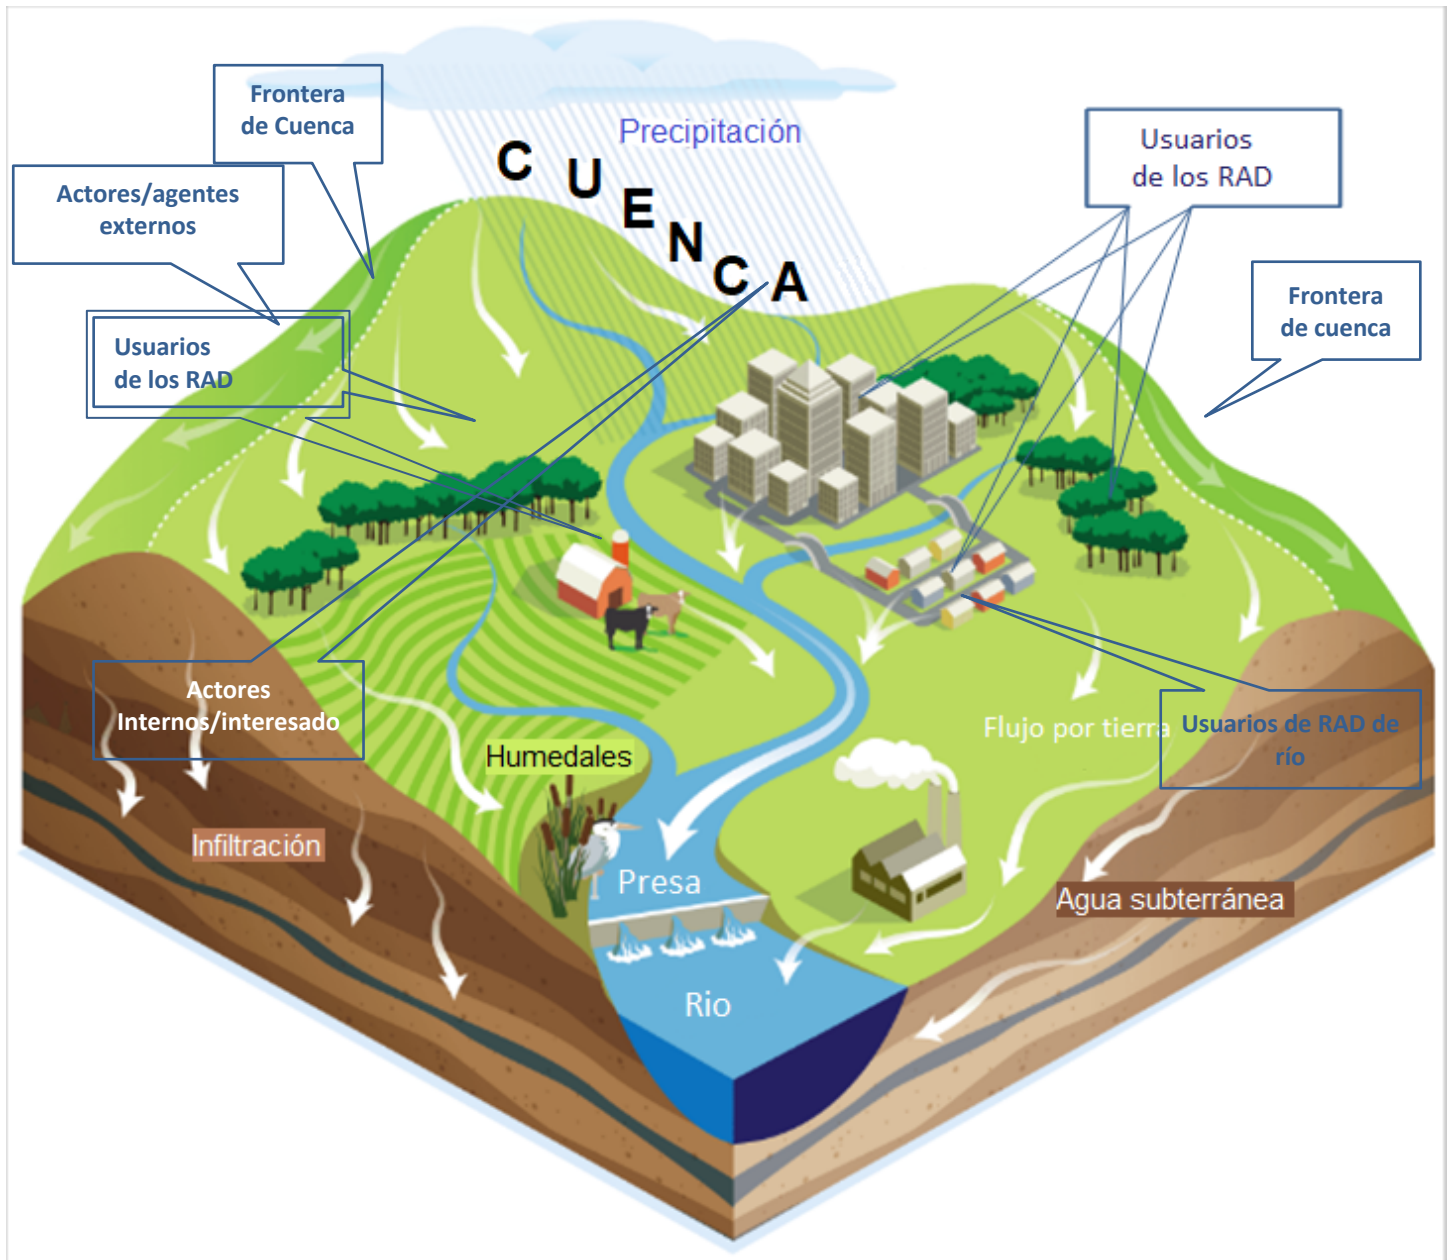 Frontera
de Cuenca
Precipitación
CUENCA
Usuarios
de los RAD
Actores/agentes
externos
Frontera
de cuenca
Usuarios
de los RAD
Actores
Internos/interesado
Flujo por tierra
Usuarios de RAD de
río
Humedales
Infiltración
Presa
Agua subterránea
Rio